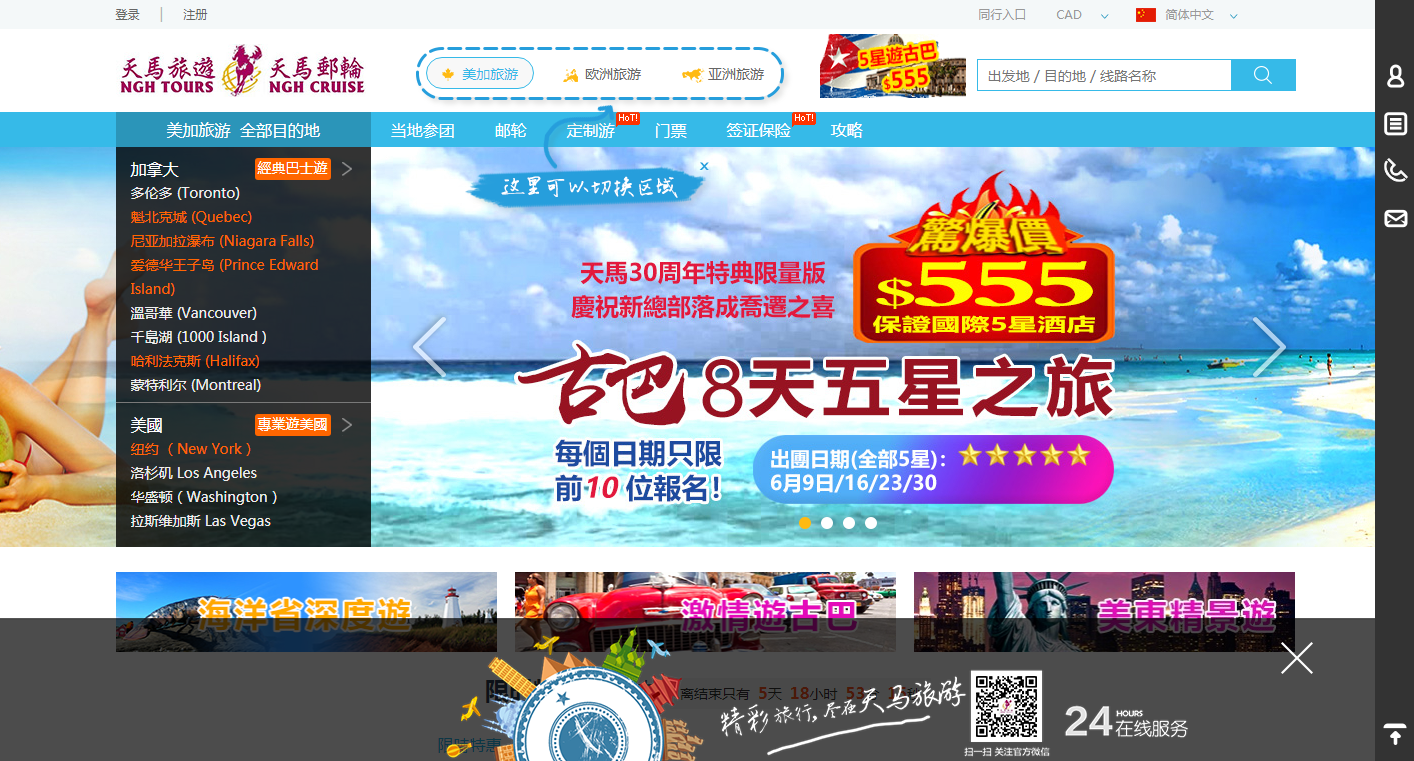 登录
注册
同行入口
CAD
简体中文
天馬旅遊
NGH TOURS
天馬郵輪
NGH CRUISE
美加旅游
欧洲旅游
亚洲旅游
5星遊古巴
$555
出发地 / 目的地 / 线路名称
美加旅游 全部目的地
当地参团
邮轮
定制游
HOT!
门票
签证保险
HOT!
攻略
加拿大
經典巴士遊
多伦多 (Toronto)
魁北克城 (Quebec)
尼亚加拉瀑布 (Niagara Falls)
爱德华王子岛 (Prince Edward
Island)
溫哥華 (Vancouver)
千島湖 (1000 Island )
哈利法克斯 (Halifax)
蒙特利尔 (Montreal)
美國
專業遊美國
纽约 （ New York ）
洛杉矶 Los Angeles
华盛顿 ( Washington )
拉斯维加斯 Las Vegas
这里可以切换区域
驚爆價
$555
保證國際5星酒店
天馬30周年特典限量版
慶祝新總部落成喬遷之喜
古巴8天五星之旅
每個日期只限
前10位報名!
出團日期(全部5星):
6月9日/16/23/30
海洋省深度遊
激情遊古巴
美東精景遊
离结束只有 5天 18小时 53
限時特惠
精彩旅行,尽在天马旅游
扫一扫 关注官方微信
24 HOURS
在线服务